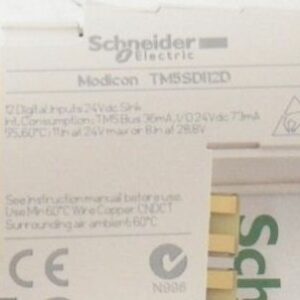 Schneider
Electric
Modicon TM5SDI12D
12 Digital Inputs 24Vdc Sink
Int. Consumption : TM5 Bus 36mA, I/O 24Vdc 73mA
55,60°C: 11in at 24V max or 8in at 28.8V
See Instruction manual before use.
Use Min 60°C Wire Copper CNDCT
Surrounding air ambient: 60°C
CE
N998
Sch